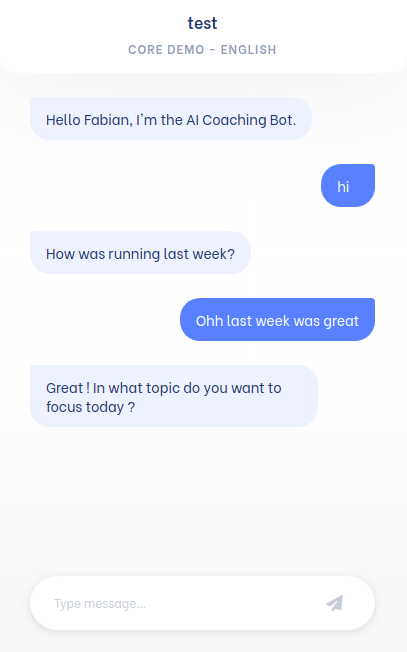 test
CORE DEMO - ENGLISH
Hello Fabian, I'm the AI Coaching Bot.
hi
How was running last week?
Ohh last week was great
Great ! In what topic do you want to
focus today ?
Type message...